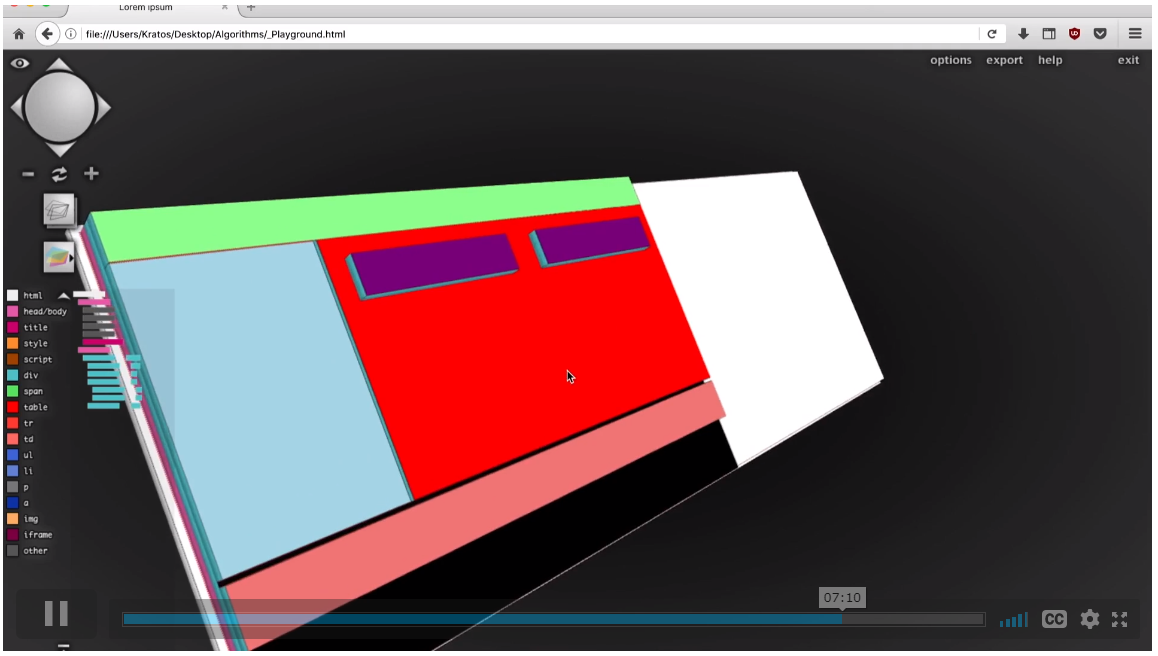 Lorem ipsum
file:///Users/Kratos/Desktop/Algorithms/_Playground.html
options export help exit
html
head/body
title
style
script
div
span
table
tr
td
ul
li
p
a
img
iframe
other
07:10
CC